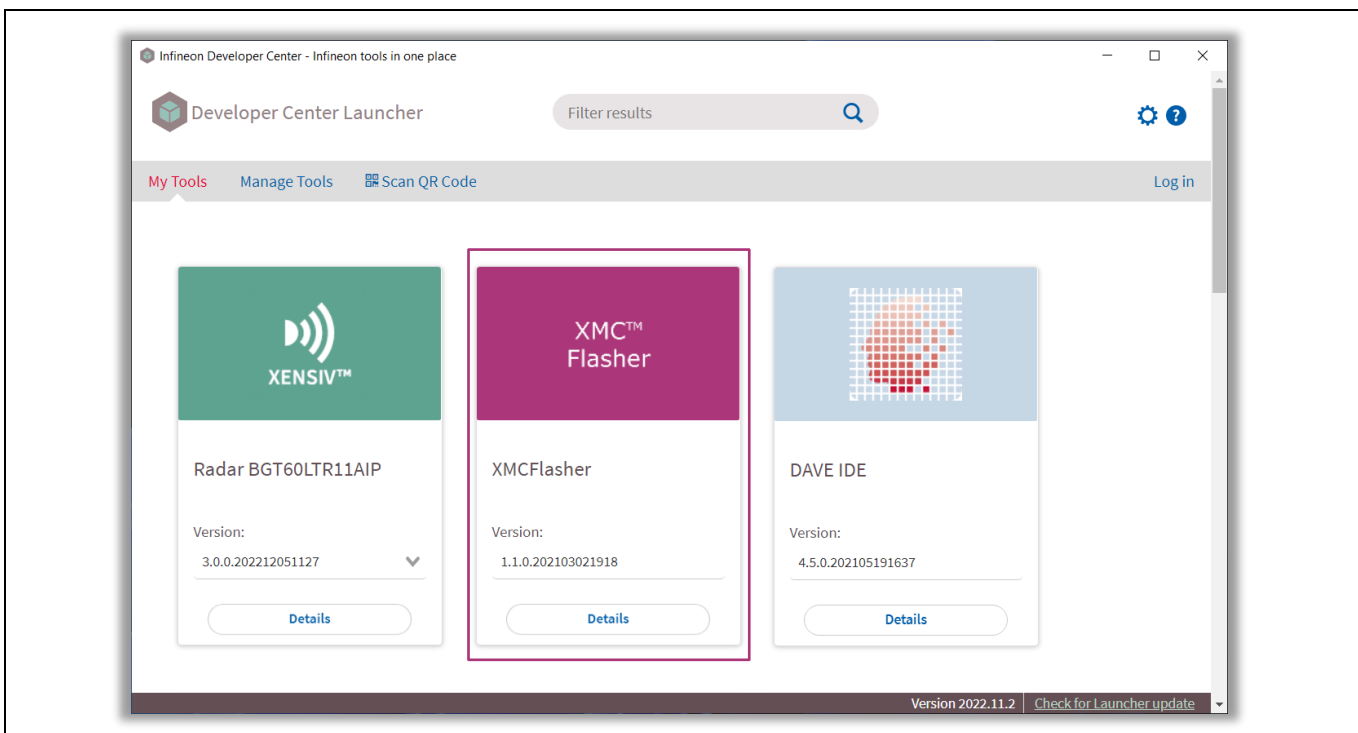 Infineon Developer Center - Infineon tools in one place
Developer Center Launcher
Filter results
My Tools
Manage Tools
Scan QR Code
Log in
XENSIV™
XMC™
Flasher
Radar BGT60LTR11AIP
XMCFlasher
DAVE IDE
Version:
Version:
Version:
3.0.0.202212051127
1.1.0.202103021918
4.5.0.202105191637
Details
Details
Details
Version 2022.11.2
Check for Launcher update